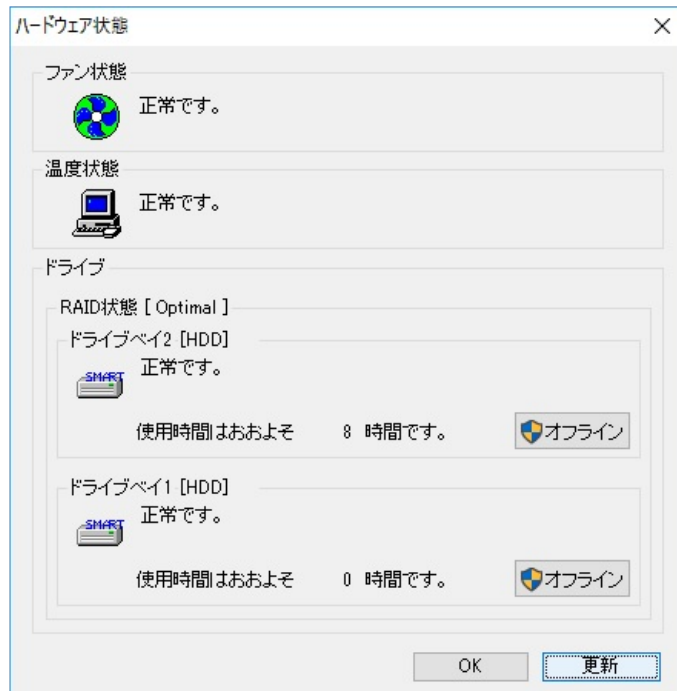 ハードウェア状態
ファン状態
正常です。
温度状態
正常です。
ドライブ
RAID状態 [ Optimal ]
ドライブベイ2 [HDD]
SMART
正常です。
使用時間はおおよそ 8 時間です。
オフライン
ドライブベイ1 [HDD]
SMART
正常です。
使用時間はおおよそ 0 時間です。
オフライン
OK
更新